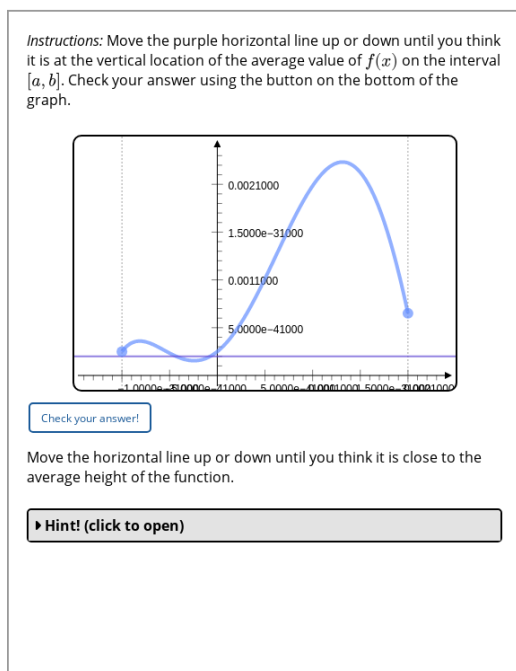 Instructions: Move the purple horizontal line up or down until you think
it is at the vertical location of the average value of f(x) on the interval
[a, b]. Check your answer using the button on the bottom of the
graph.
0.0021000
1.5000e−31000
0.0011000
5.0000e−41000
Check your answer!
Move the horizontal line up or down until you think it is close to the
average height of the function.
Hint! (click to open)